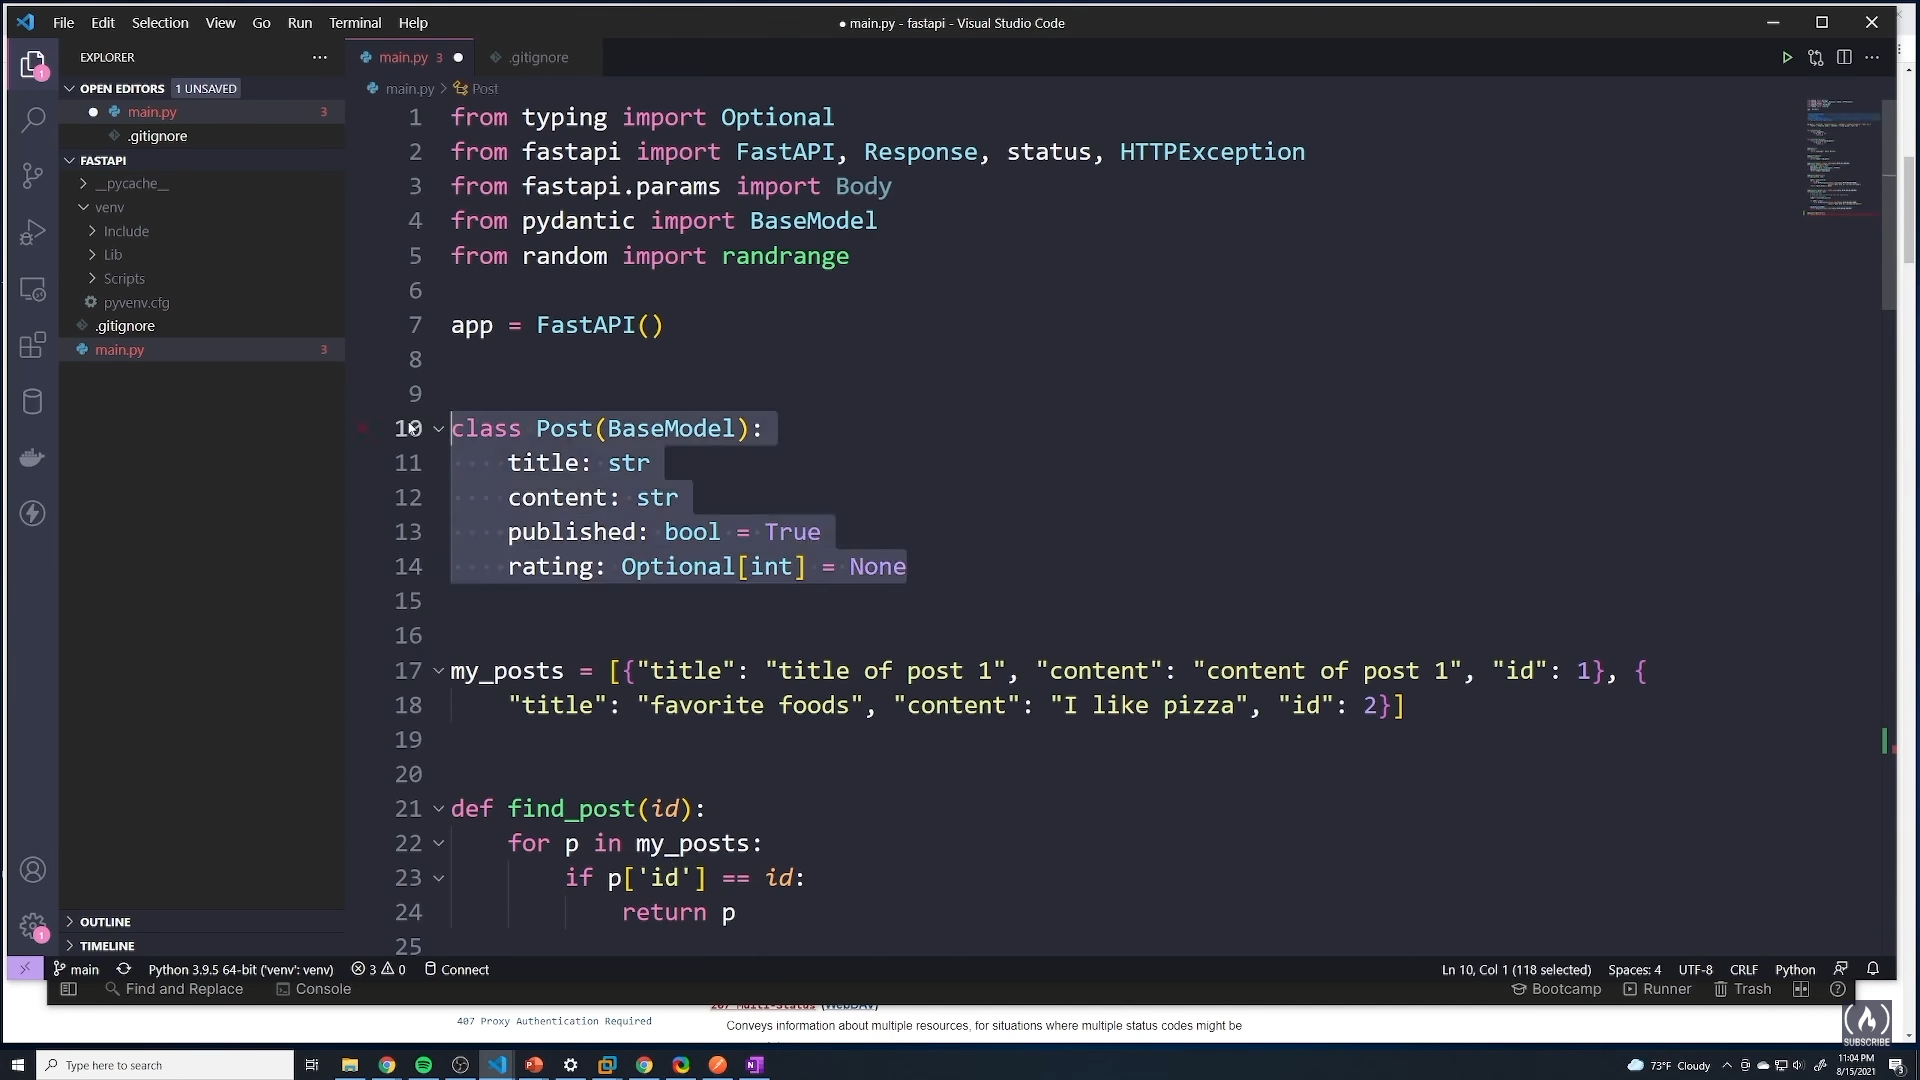 File Edit Selection View Go Run Terminal Help
● main.py - fastapi - Visual Studio Code
EXPLORER
main.py 3
.gitignore
OPEN EDITORS 1 UNSAVED
main.py 3
.gitignore
FASTAPI
__pycache__
venv
Include
Lib
Scripts
pyvenv.cfg
.gitignore
main.py 3
OUTLINE
TIMELINE
main.py > Post
1 from typing import Optional
2 from fastapi import FastAPI, Response, status, HTTPException
3 from fastapi.params import Body
4 from pydantic import BaseModel
5 from random import randrange
6
7 app = FastAPI()
8
9
10 class Post(BaseModel):
11 title: str
12 content: str
13 published: bool = True
14 rating: Optional[int] = None
15
16
17 my_posts = [{"title": "title of post 1", "content": "content of post 1", "id": 1}, {
18 "title": "favorite foods", "content": "I like pizza", "id": 2}]
19
20
21 def find_post(id):
22 for p in my_posts:
23 if p['id'] == id:
24 return p
25
main Python 3.9.5 64-bit ('venv': venv) 3 0 Connect
Ln 10, Col 1 (118 selected) Spaces: 4 UTF-8 CRLF Python
Find and Replace Console
Bootcamp Runner Trash
407 Proxy Authentication Required
Conveys information about multiple resources, for situations where multiple status codes might be
SUBSCRIBE
Type here to search
73°F Cloudy
11:04 PM
8/15/2021